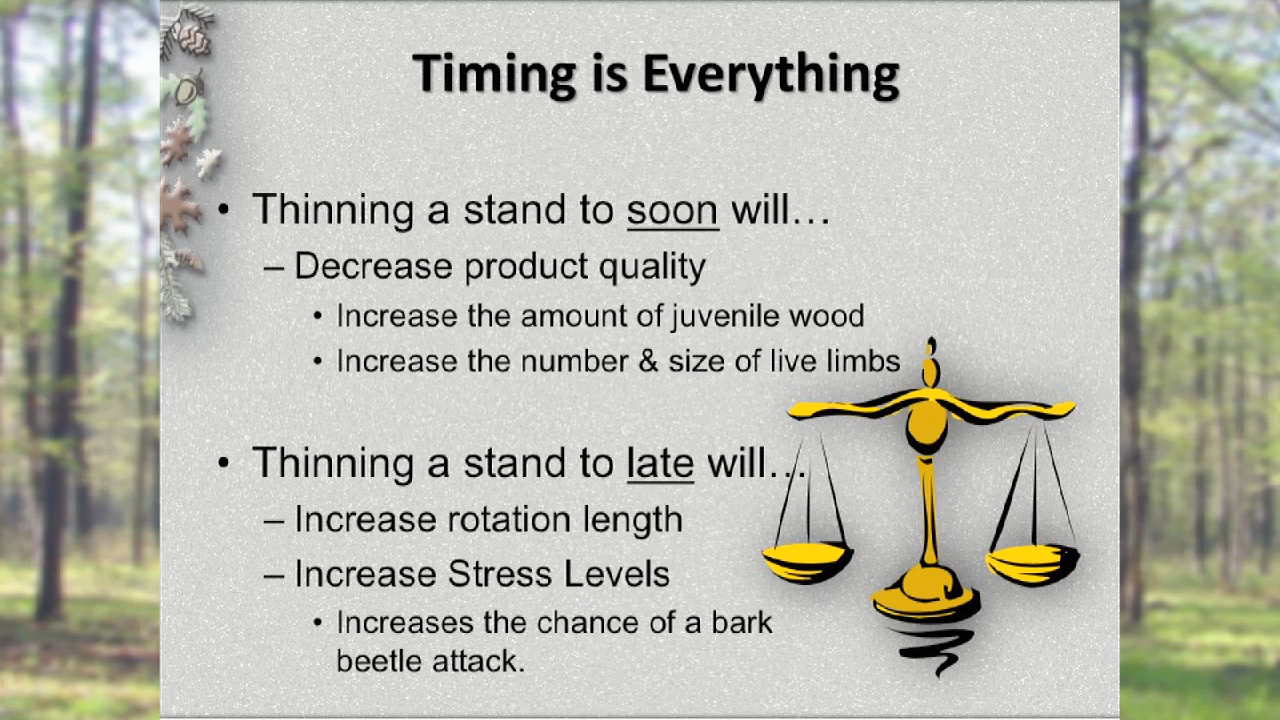 Timing is Everything
• Thinning a stand to soon will…
– Decrease product quality
• Increase the amount of juvenile wood
• Increase the number & size of live limbs
• Thinning a stand to late will…
– Increase rotation length
– Increase Stress Levels
• Increases the chance of a bark
beetle attack.